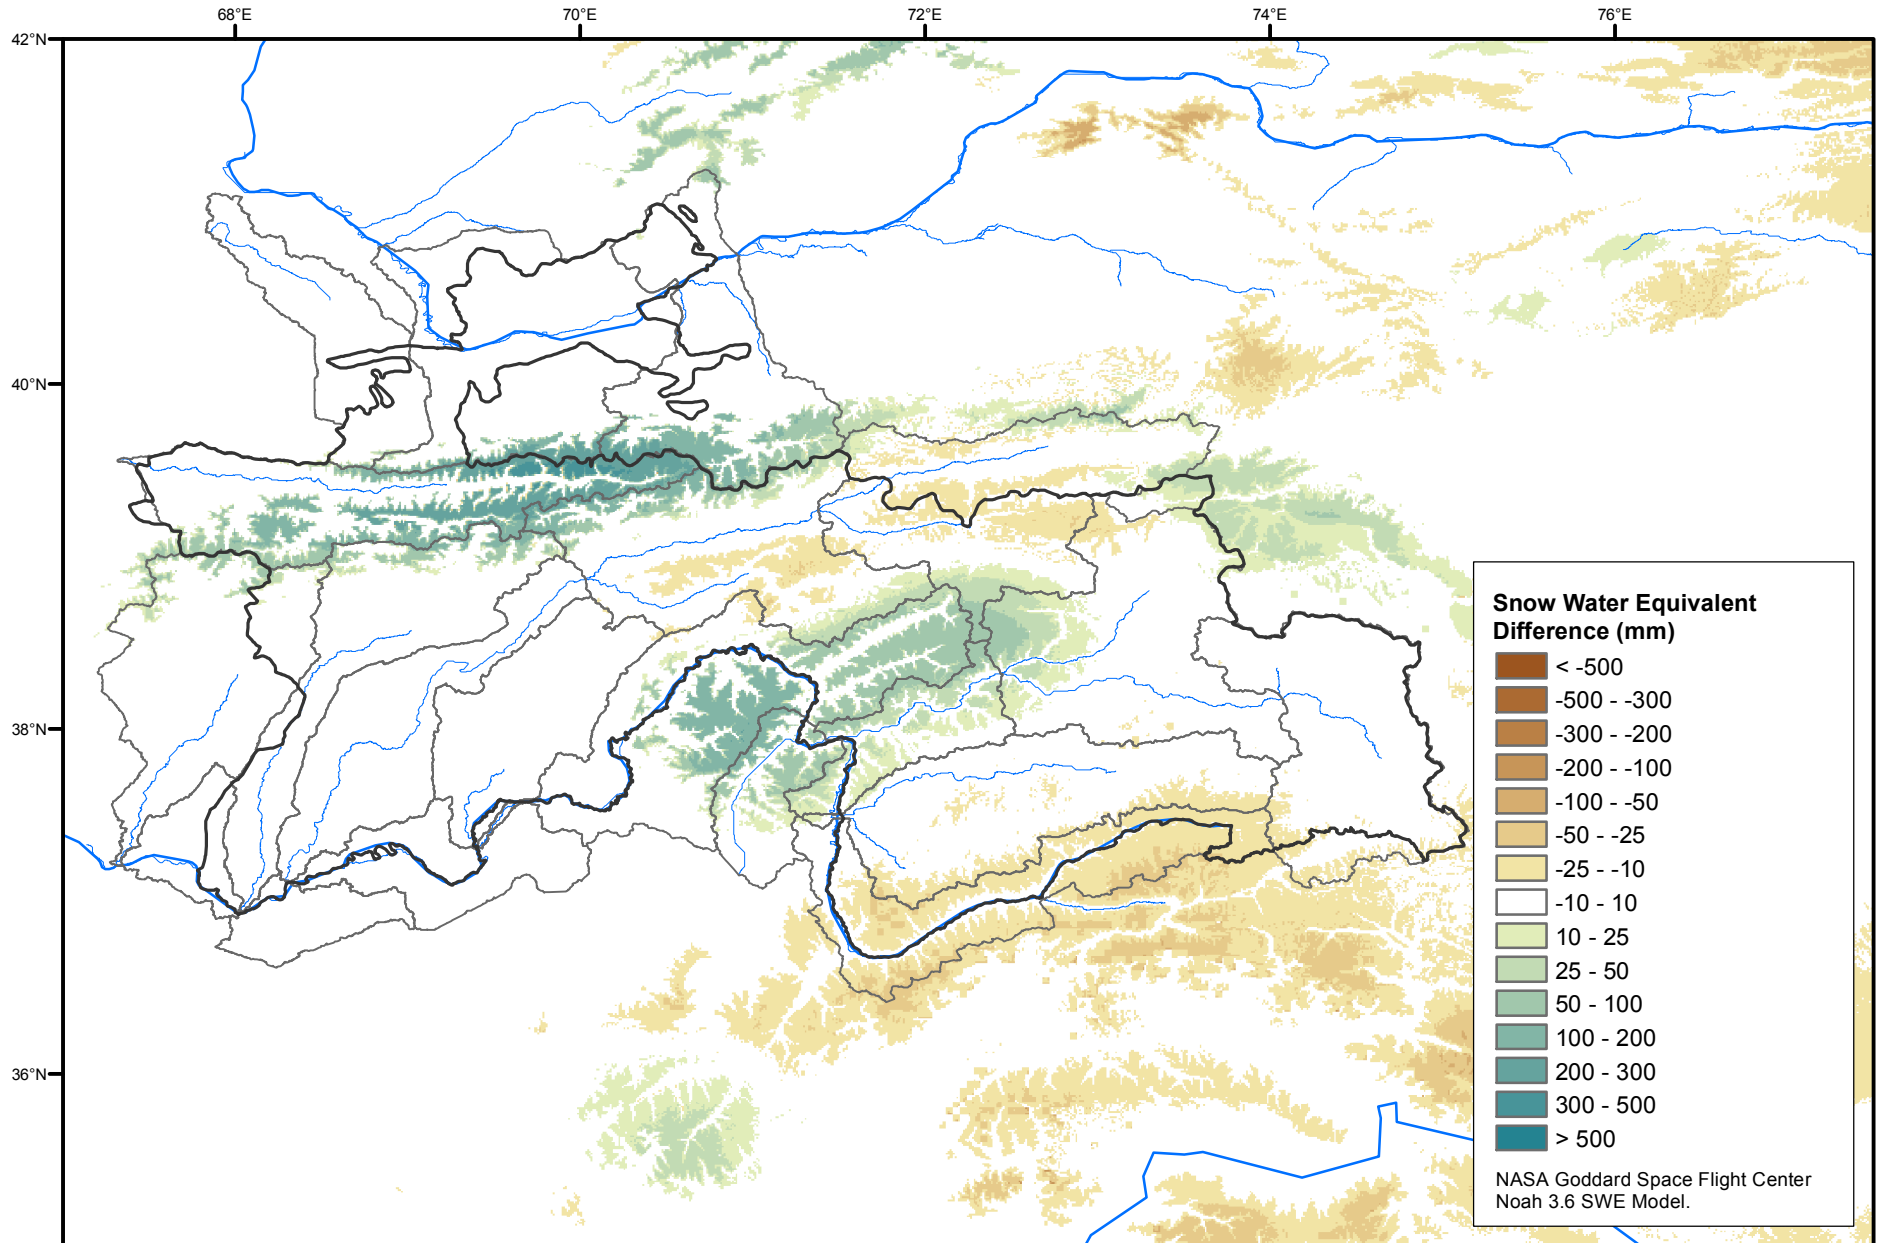 68°E
70°E
72°E
74°E
76°E
42°N
40°N
38°N
36°N
Snow Water Equivalent
Difference (mm)
< -500
-500 - -300
-300 - -200
-200 - -100
-100 - -50
-50 - -25
-25 - -10
-10 - 10
10 - 25
25 - 50
50 - 100
100 - 200
200 - 300
300 - 500
> 500
NASA Goddard Space Flight Center
Noah 3.6 SWE Model.